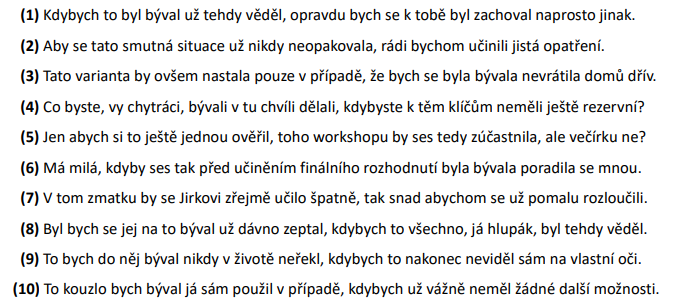 (1) Kdybych to byl býval už tehdy věděl, opravdu bych se k tobě byl zachoval naprosto jinak.
(2) Aby se tato smutná situace už nikdy neopakovala, rádi bychom učinili jistá opatření.
(3) Tato varianta by ovšem nastala pouze v případě, že bych se byla bývala nevrátila domů dřív.
(4) Co byste, vy chytráci, bývali v tu chvíli dělali, kdybyste k těm klíčům neměli ještě rezervní?
(5) Jen abych si to ještě jednou ověřil, toho workshopu by ses tedy zúčastnila, ale večírku ne?
(6) Má milá, kdyby ses tak před učiněním finálního rozhodnutí byla bývala poradila se mnou.
(7) V tom zmatku by se Jirkovi zřejmě učilo špatně, tak snad abychom se už pomalu rozloučili.
(8) Byl bych se jej na to býval už dávno zeptal, kdybych to všechno, já hlupák, byl tehdy věděl.
(9) To bych do něj býval nikdy v životě neřekl, kdybych to nakonec neviděl sám na vlastní oči.
(10) To kouzlo bych býval já sám použil v případě, kdybych už vážně neměl žádné další možnosti.